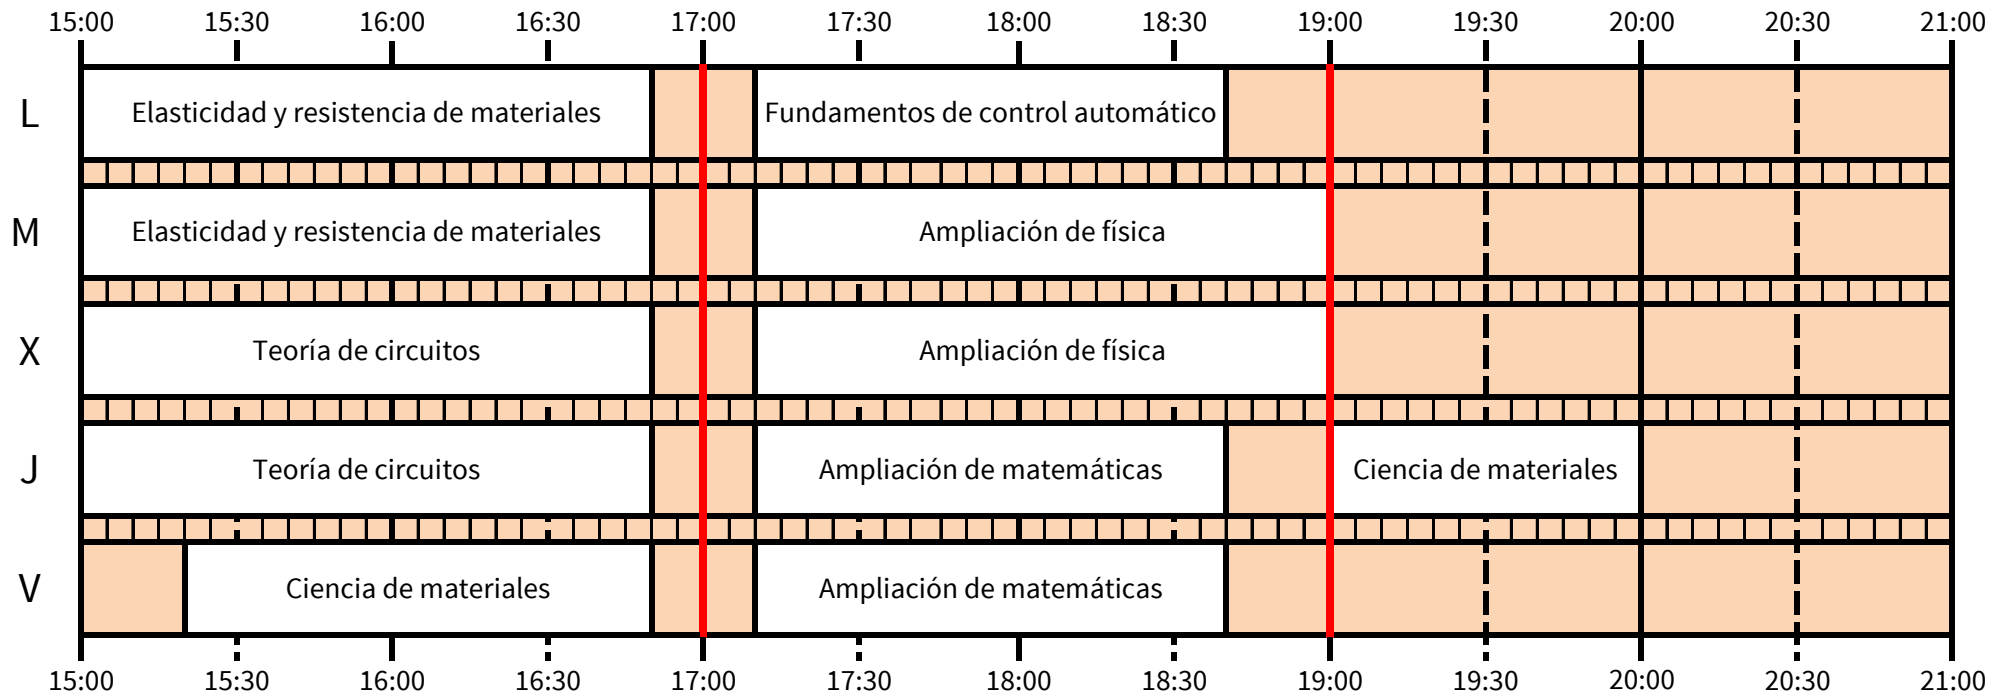 15:00 15:30 16:00 16:30 17:00 17:30 18:00 18:30 19:00 19:30 20:00 20:30 21:00
L Elasticidad y resistencia de materiales Fundamentos de control automático
M Elasticidad y resistencia de materiales Ampliación de física
X Teoría de circuitos Ampliación de física
J Teoría de circuitos Ampliación de matemáticas Ciencia de materiales
V Ciencia de materiales Ampliación de matemáticas
15:00 15:30 16:00 16:30 17:00 17:30 18:00 18:30 19:00 19:30 20:00 20:30 21:00